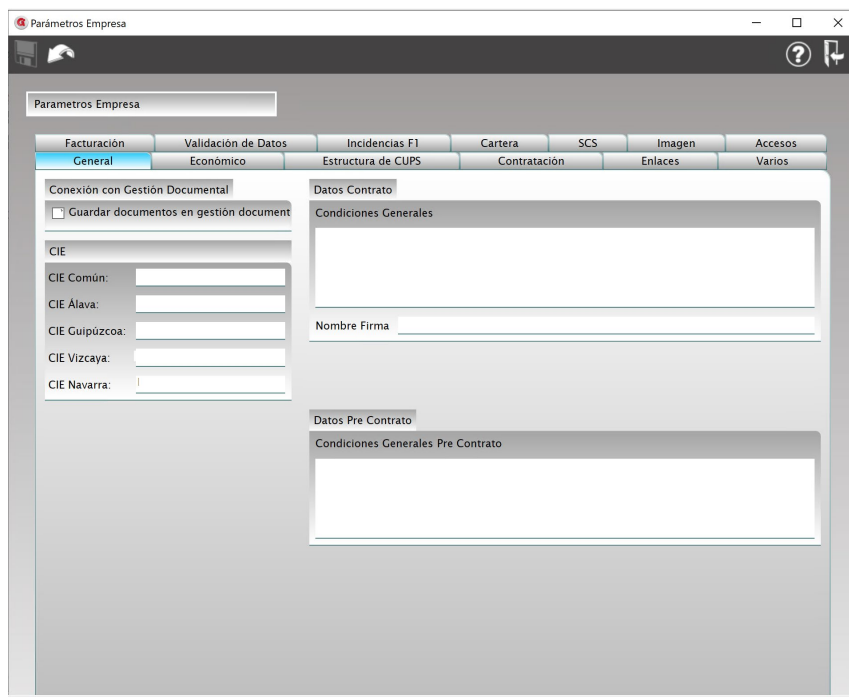 Parámetros Empresa
Parametros Empresa
Facturación Validación de Datos Incidencias F1 Cartera SCS Imagen Accesos
General Económico Estructura de CUPS Contratación Enlaces Varios
Conexión con Gestión Documental
Guardar documentos en gestión document
CIE
CIE Común:
CIE Álava:
CIE Guipúzcoa:
CIE Vizcaya:
CIE Navarra:
Datos Contrato
Condiciones Generales
Nombre Firma
Datos Pre Contrato
Condiciones Generales Pre Contrato